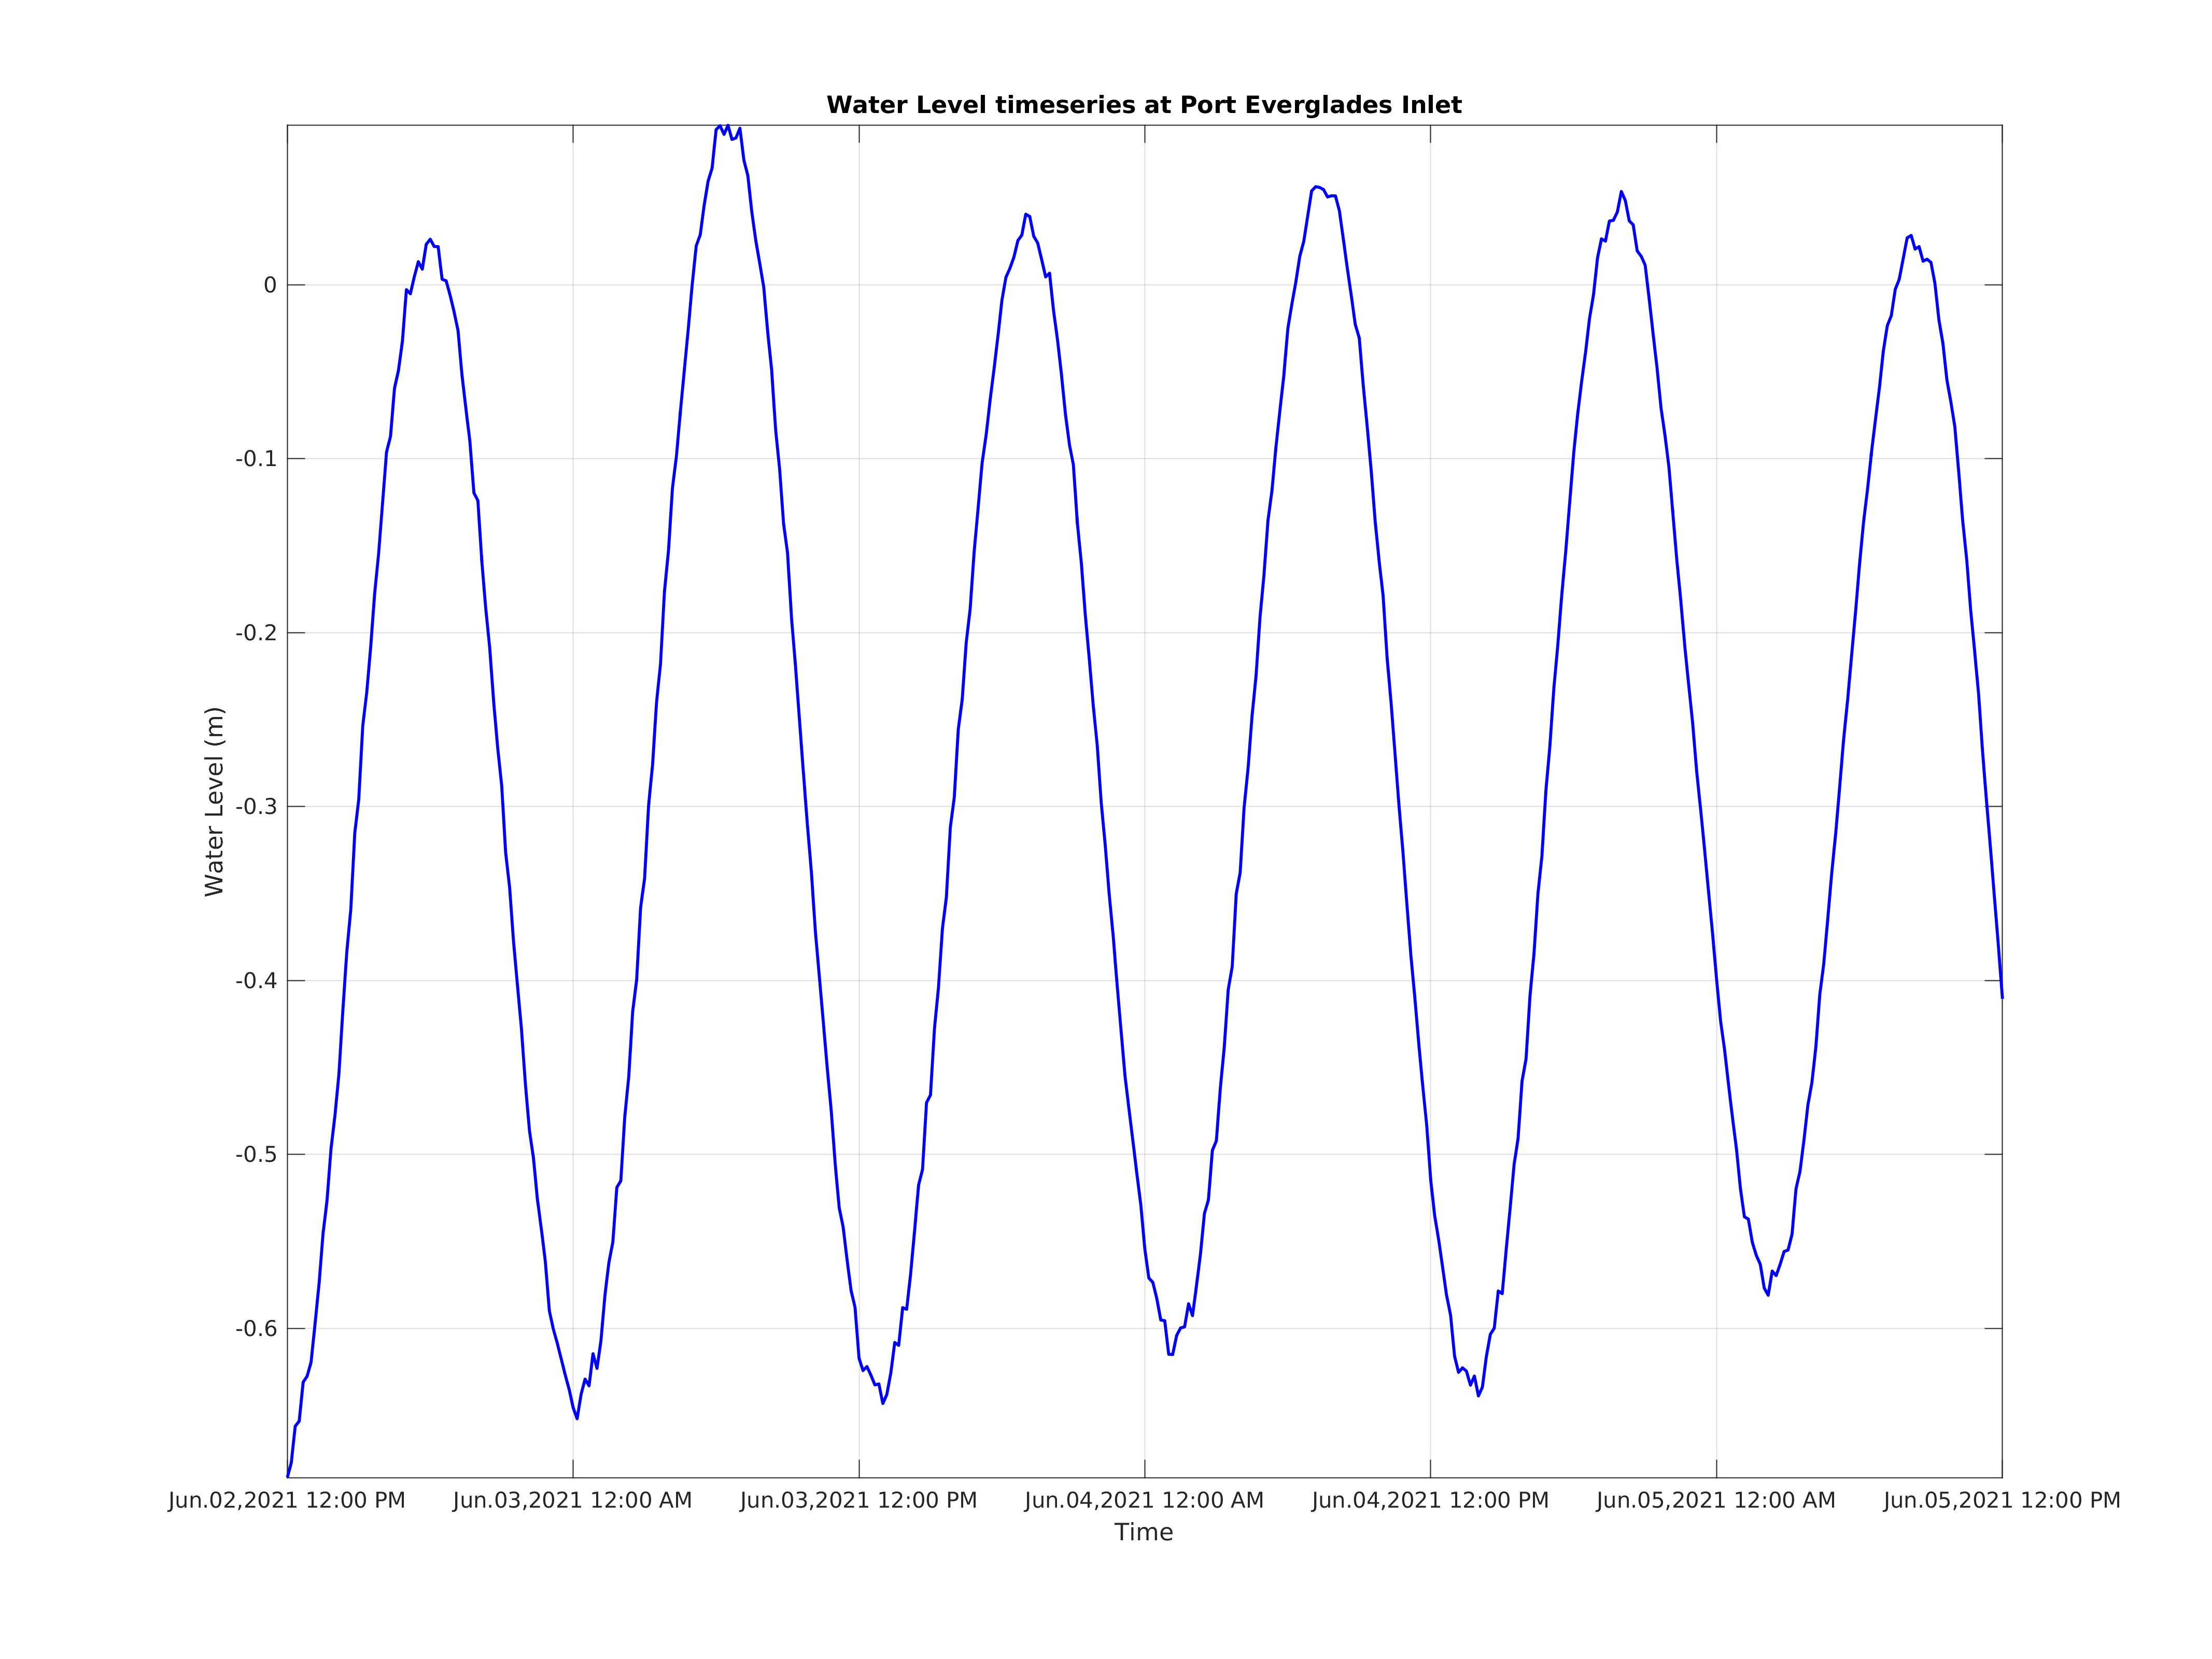 Water Level timeseries at Port Everglades Inlet
0
-0.1
-0.2
-0.3
-0.4
-0.5
-0.6
Water Level (m)
Jun.02,2021 12:00 PM Jun.03,2021 12:00 AM Jun.03,2021 12:00 PM Jun.04,2021 12:00 AM Jun.04,2021 12:00 PM Jun.05,2021 12:00 AM Jun.05,2021 12:00 PM
Time